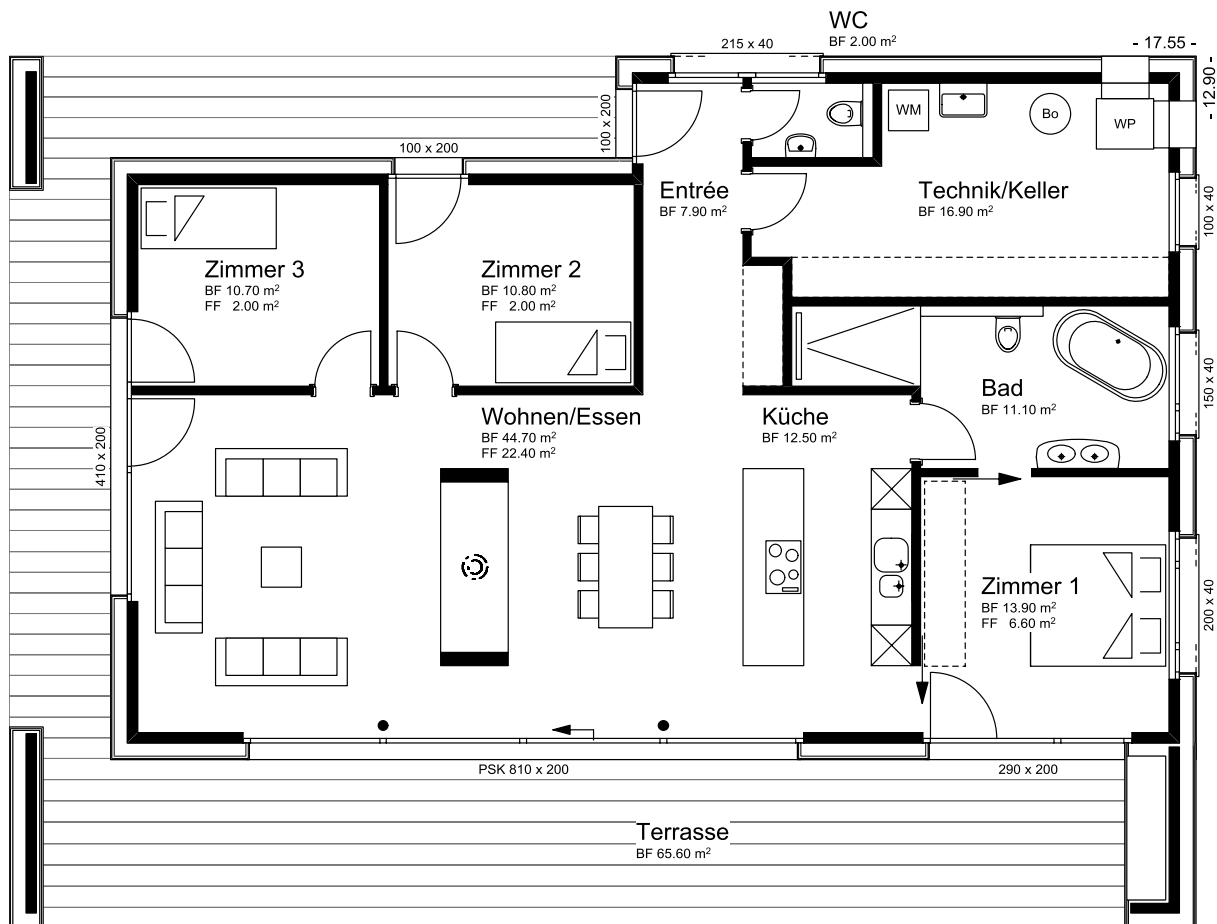 WC
BF 2.00 m²
215 x 40
- 17.55 -
- 12.90 -
100 x 200
100 x 200
WM
Bo
WP
Entrée
BF 7.90 m²
Technik/Keller
BF 16.90 m²
100 x 40
Zimmer 3
BF 10.70 m²
FF 2.00 m²
Zimmer 2
BF 10.80 m²
FF 2.00 m²
Wohnen/Essen
BF 44.70 m²
FF 22.40 m²
Küche
BF 12.50 m²
Bad
BF 11.10 m²
150 x 40
410 x 200
Zimmer 1
BF 13.90 m²
FF 6.60 m²
200 x 40
PSK 810 x 200
290 x 200
Terrasse
BF 65.60 m²